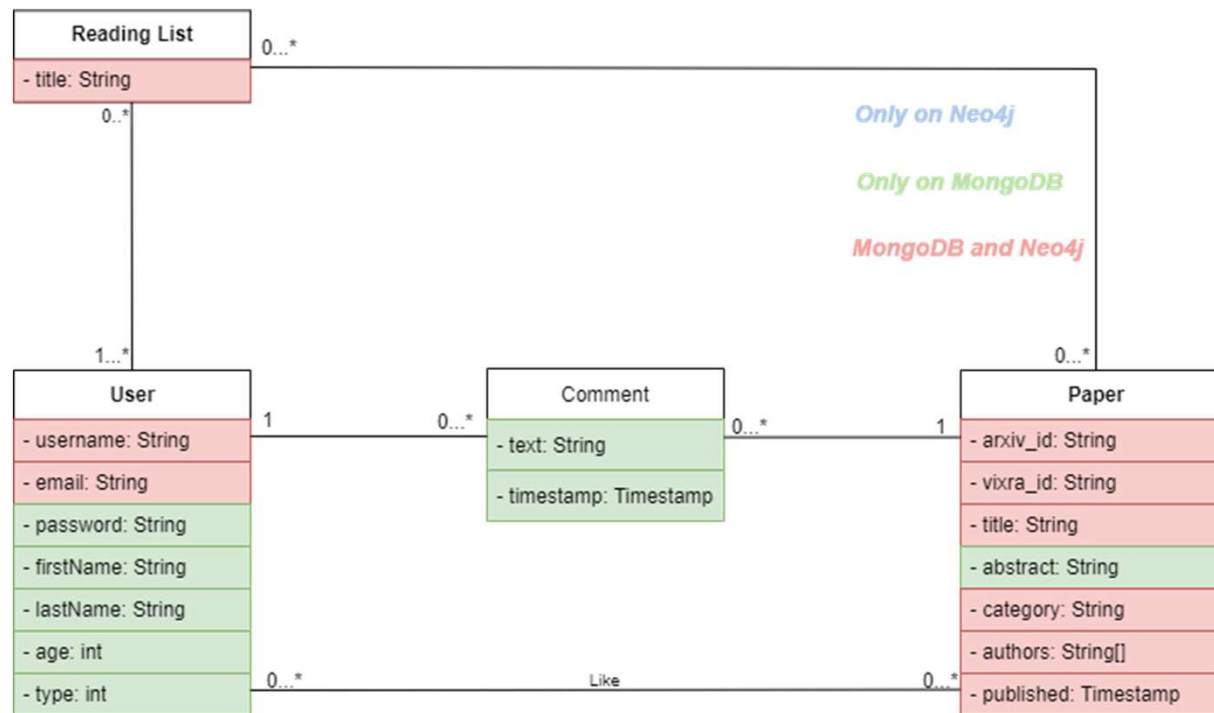 Reading List
- title: String
0...*
0..*
Only on Neo4j
Only on MongoDB
MongoDB and Neo4j
1...*
0...*
User
- username: String
- email: String
- password: String
- firstName: String
- lastName: String
- age: int
- type: int
1
0...*
Comment
- text: String
- timestamp: Timestamp
0...*
1
Paper
- arxiv_id: String
- vixra_id: String
- title: String
- abstract: String
- category: String
- authors: String[]
- published: Timestamp
0...*
Like
0...*